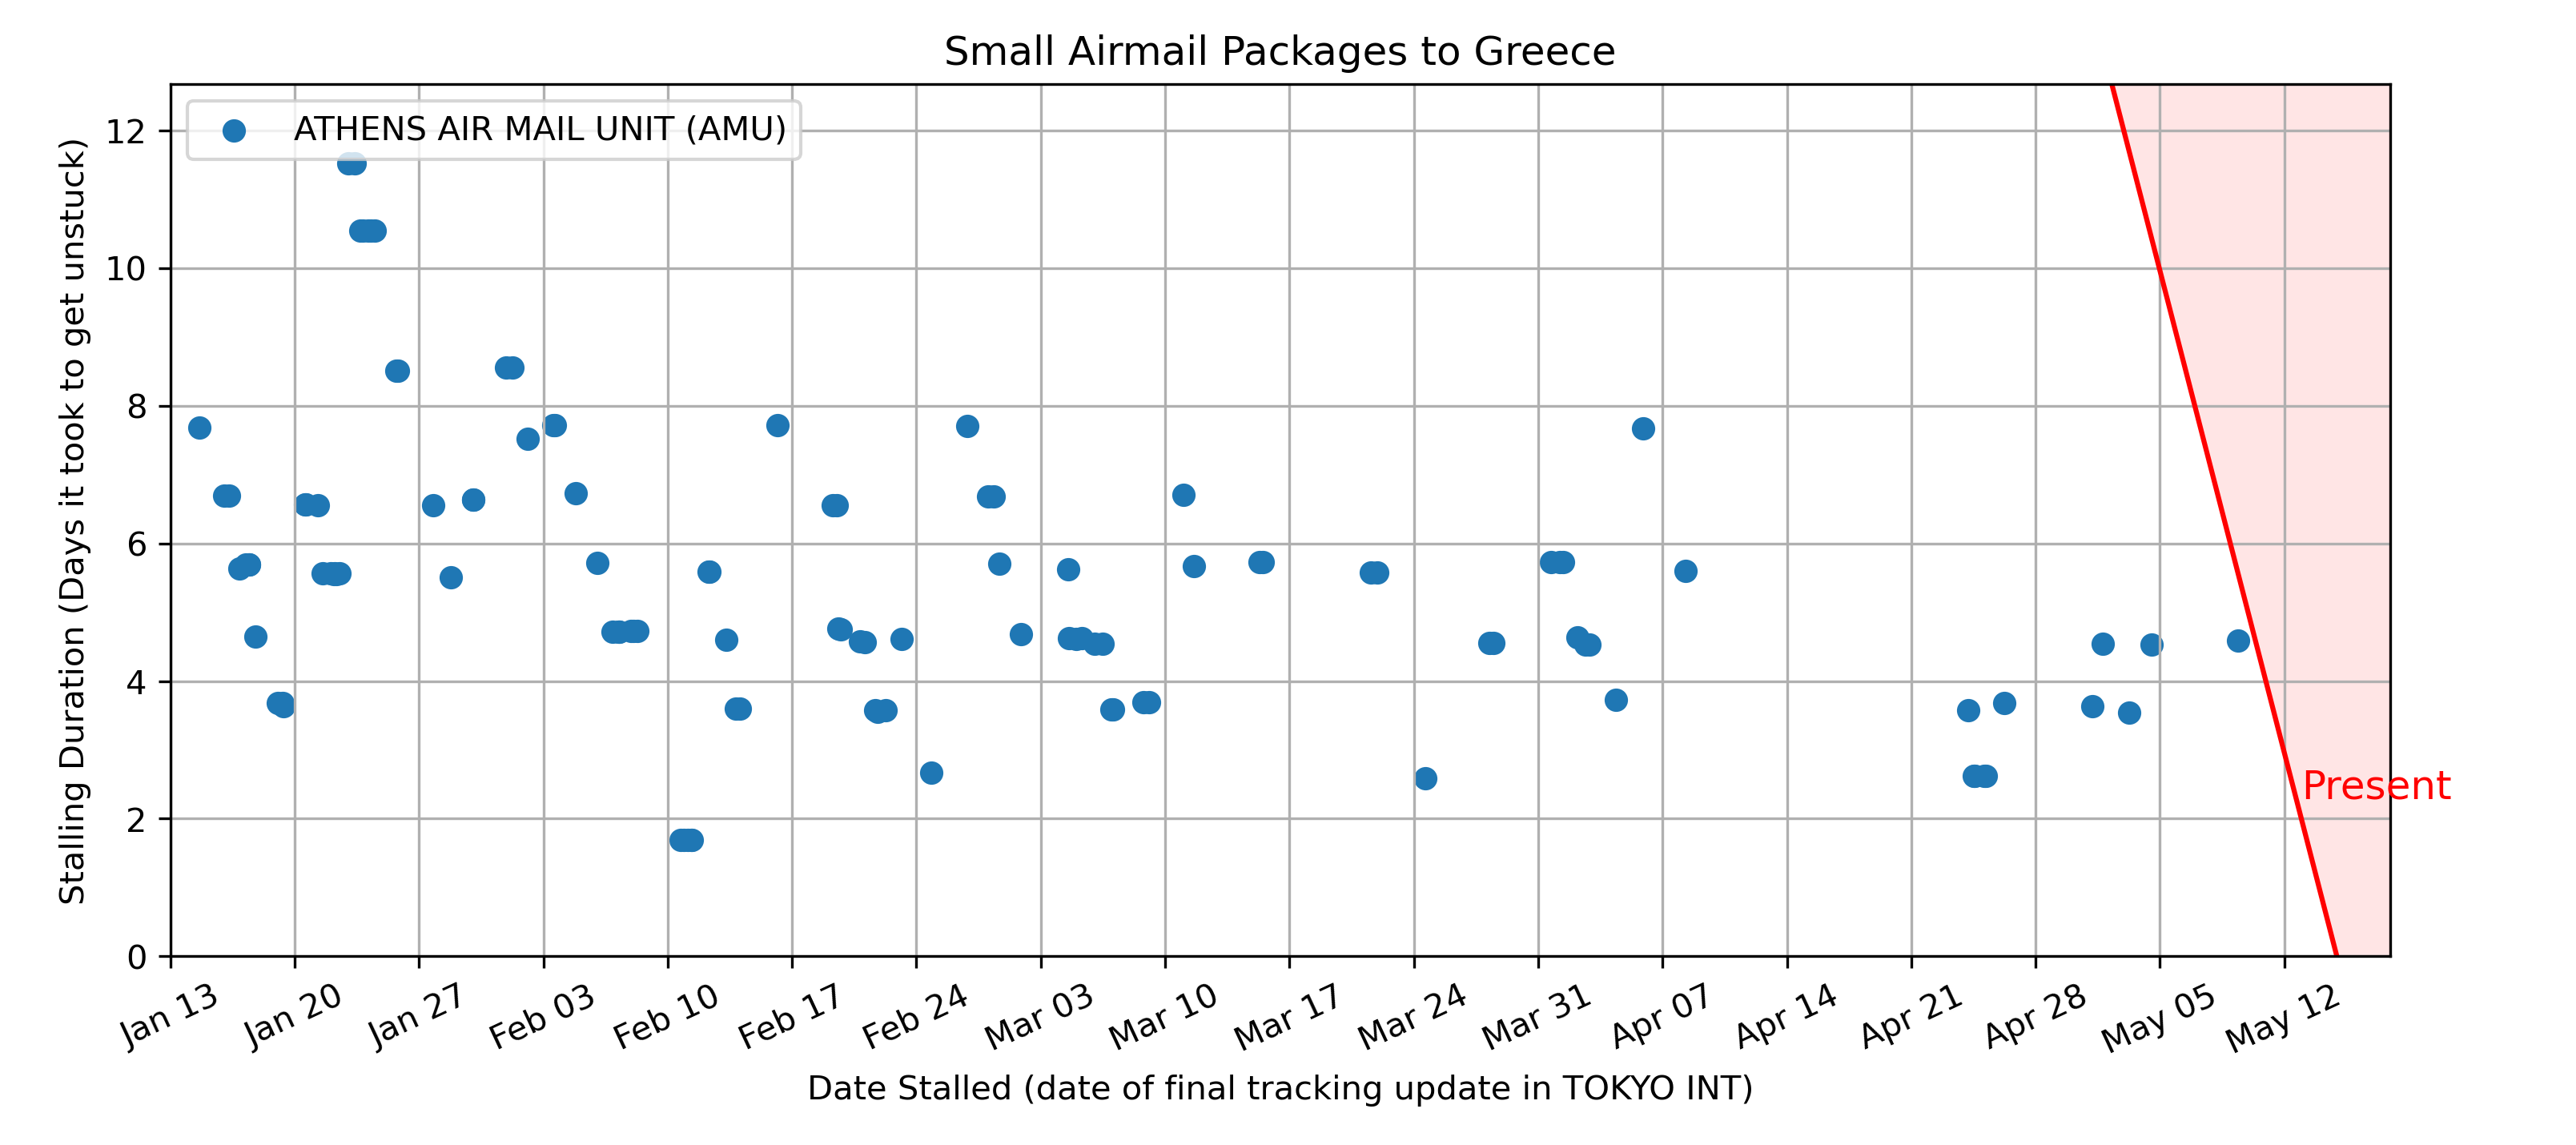 Small Airmail Packages to Greece
ATHENS AIR MAIL UNIT (AMU)
Stalling Duration (Days it took to get unstuck)
12
10
8
6
4
2
0
Present
Jan 13
Jan 20
Jan 27
Feb 03
Feb 10
Feb 17
Feb 24
Mar 03
Mar 10
Mar 17
Mar 24
Mar 31
Apr 07
Apr 14
Apr 21
Apr 28
May 05
May 12
Date Stalled (date of final tracking update in TOKYO INT)